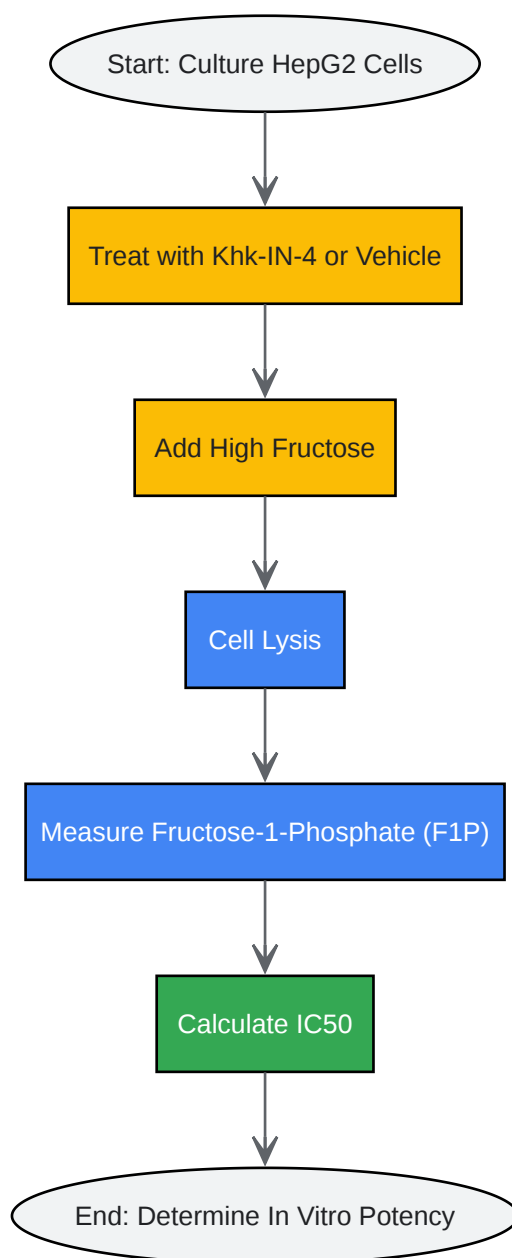 Start: Culture HepG2 Cells
Treat with Khk-IN-4 or Vehicle
Add High Fructose
Cell Lysis
Measure Fructose-1-Phosphate (F1P)
Calculate IC50
End: Determine In Vitro Potency